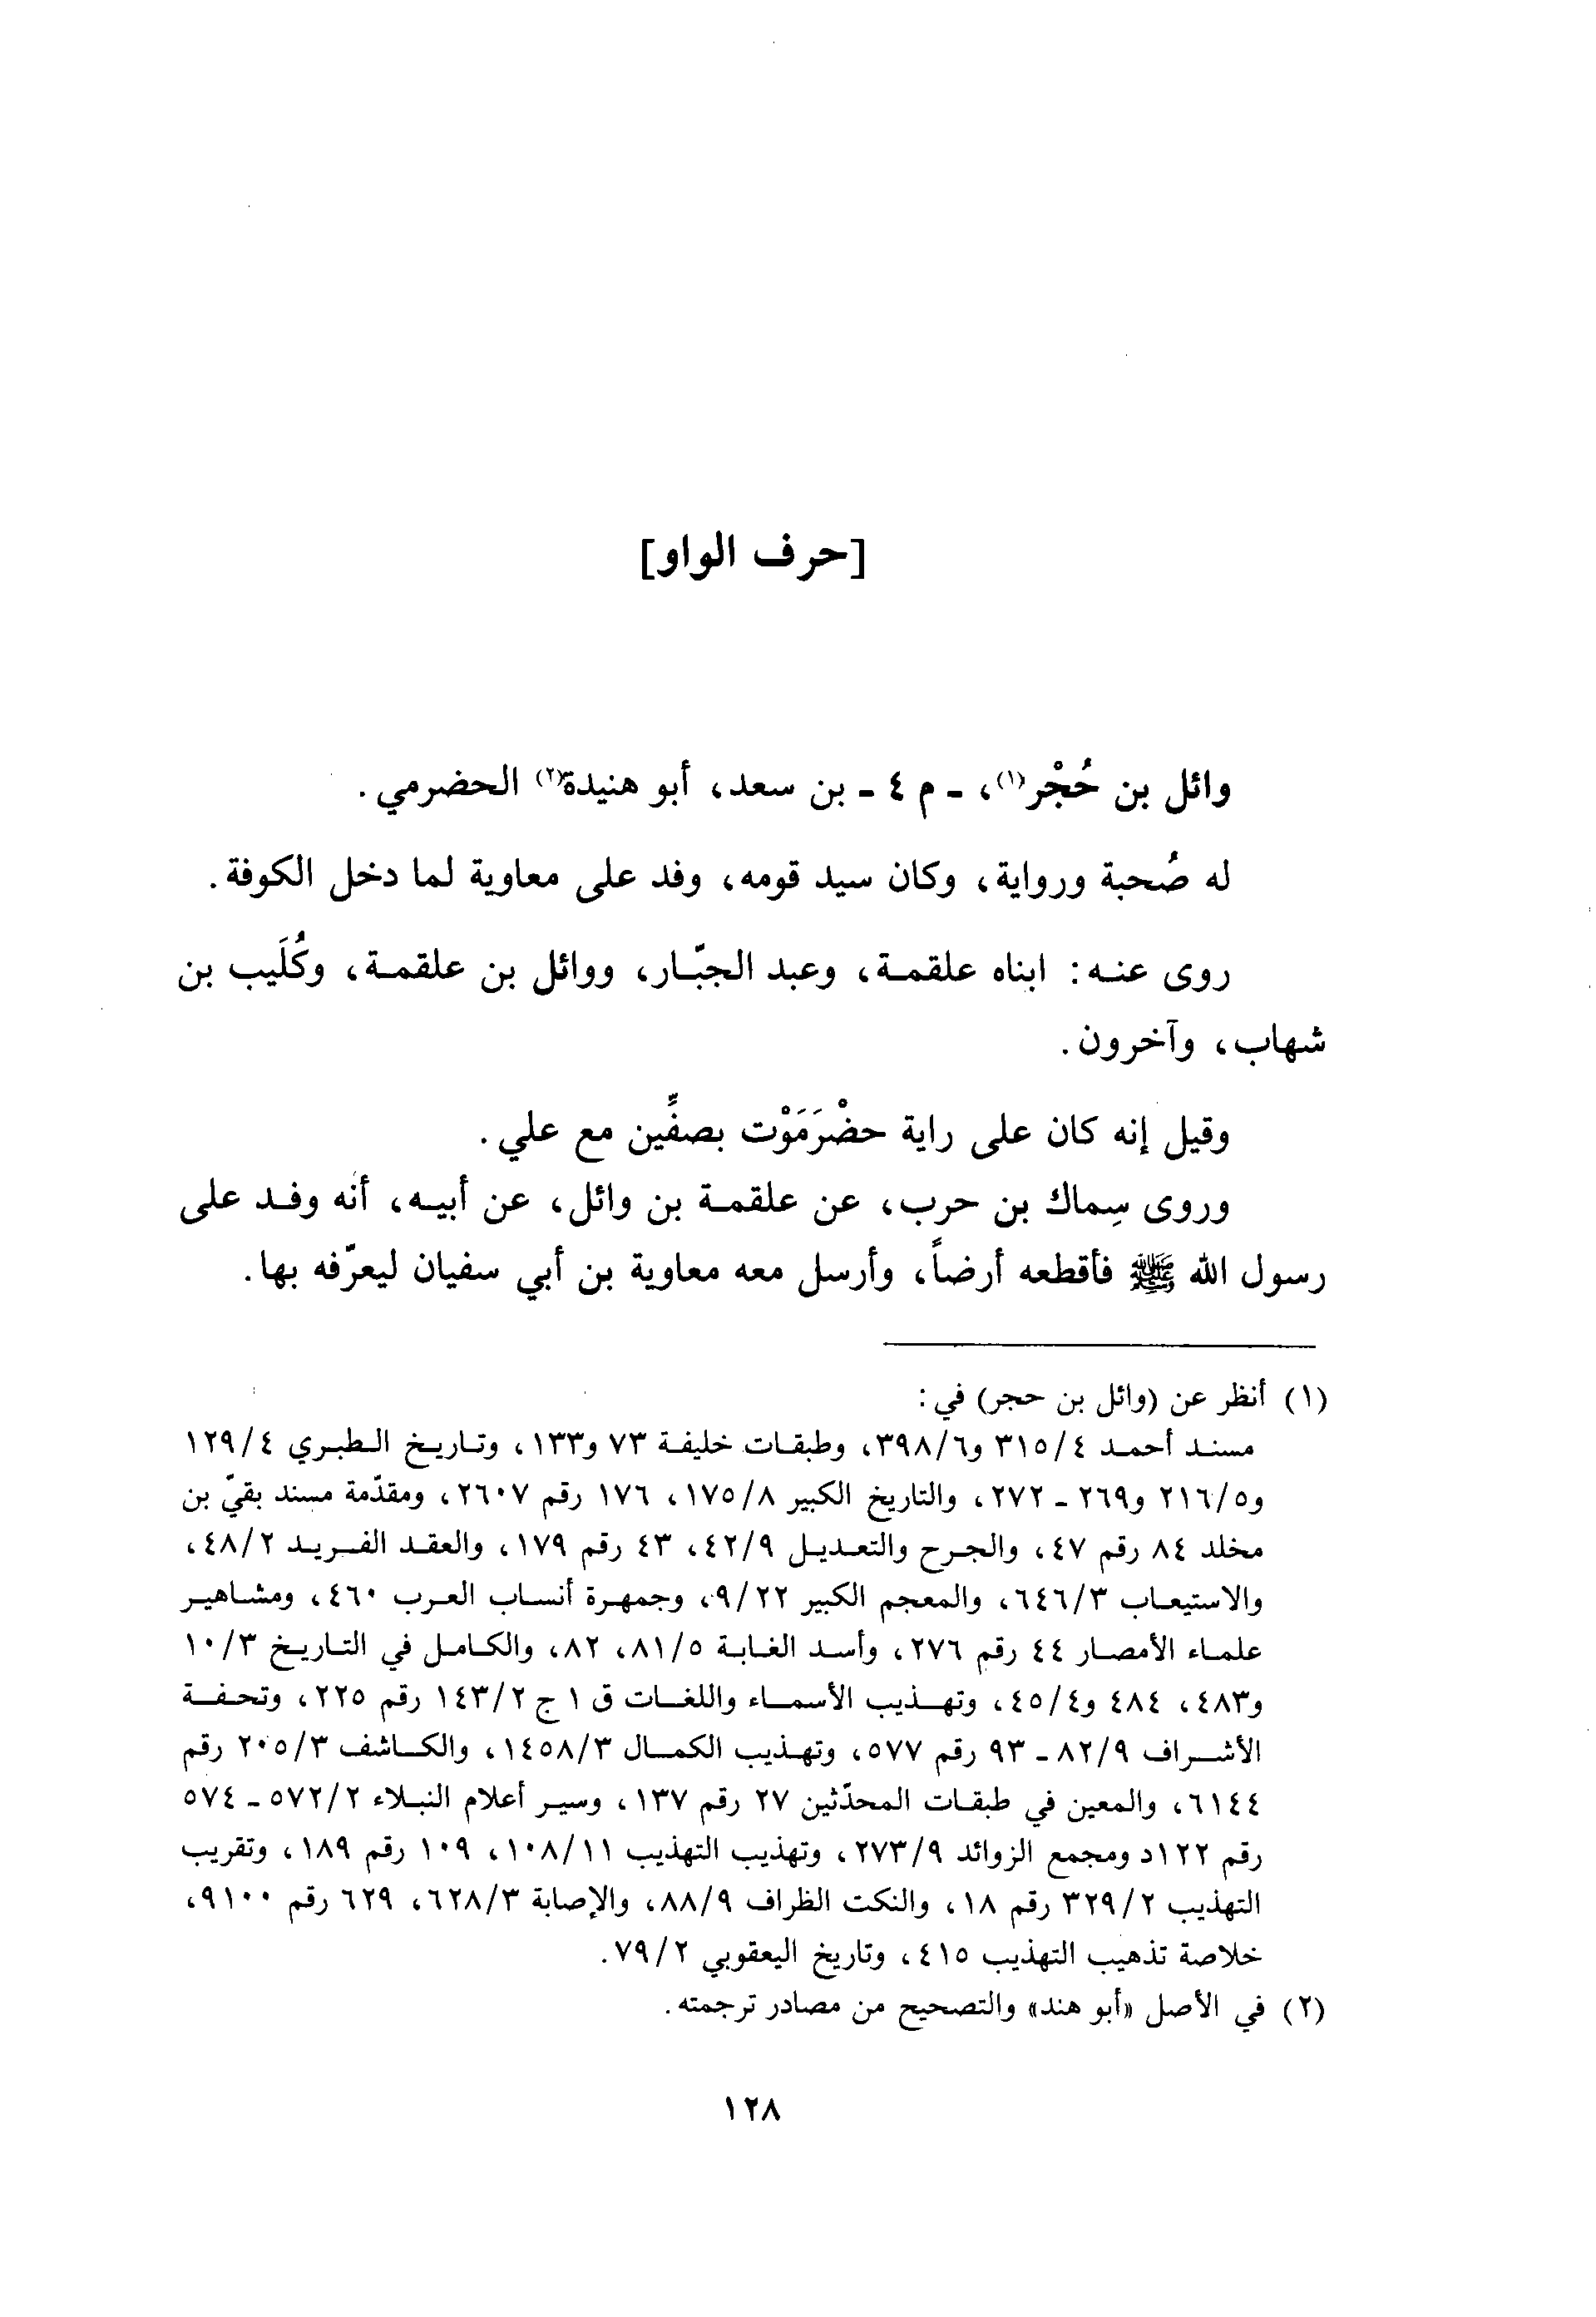 [حرف الواو]
وائل بن حُجْر(١)، ـ م ٤ ـ بن سعد، أبو هنيدة(٢) الحضرمي.
له صُحبة ورواية، وكان سيد قومه، وفد على معاوية لما دخل الكوفة.
روى عنه: ابناه علقمة، وعبد الجبّار، ووائل بن علقمة، وكُلَيب بن
شهاب، وآخرون.
وقيل إنه كان على راية حضْرَمَوْت بصفِّين مع علي.
وروى سِماك بن حرب، عن علقمة بن وائل، عن أبيه، أنه وفد على
رسول الله ﷺ فأقطعه أرضاً، وأرسل معه معاوية بن أبي سفيان ليعرّفه بها.
(١) أنظر عن (وائل بن حجر) في:
مسند أحمد ٤/٣١٥ و٦/٣٩٨، وطبقات خليفة ٧٣ و١٣٣، وتاريخ الطبري ٤/١٢٩
و٥/٢١٦ و٢٦٩ ـ ٢٧٢، والتاريخ الكبير ٨/١٧٥، ١٧٦ رقم ٢٦٠٧، ومقدّمة مسند بقيّ بن
مخلد ٨٤ رقم ٤٧، والجرح والتعديل ٩/٤٢، ٤٣ رقم ١٧٩، والعقد الفريد ٢/٤٨،
والاستيعاب ٣/٦٤٦، والمعجم الكبير ٢٢/٩، وجمهرة أنساب العرب ٤٦٠، ومشاهير
علماء الأمصار ٤٤ رقم ٢٧٦، وأسد الغابة ٥/٨١، ٨٢، والكامل في التاريخ ٣/١٠
و٤٨٣، ٤٨٤ و٤/٤٥، وتهذيب الأسماء واللغات ق ١ ج ٢/١٤٣ رقم ٢٢٥، وتحفة
الأشراف ٩/٨٢ ـ ٩٣ رقم ٥٧٧، وتهذيب الكمال ٣/١٤٥٨، والكاشف ٣/٢٠٥ رقم
٦١٤٤، والمعين في طبقات المحدّثين ٢٧ رقم ١٣٧، وسير أعلام النبلاء ٢/٥٧٢ ـ ٥٧٤
رقم ١٢٢د ومجمع الزوائد ٩/٢٧٣، وتهذيب التهذيب ١١/١٠٨، ١٠٩ رقم ١٨٩، وتقريب
التهذيب ٢/٣٢٩ رقم ١٨، والنكت الظراف ٩/٨٨، والإصابة ٣/٦٢٨، ٦٢٩ رقم ٩١٠٠،
خلاصة تذهيب التهذيب ٤١٥، وتاريخ اليعقوبي ٢/٧٩.
(٢) في الأصل «أبو هند» والتصحيح من مصادر ترجمته.
١٢٨